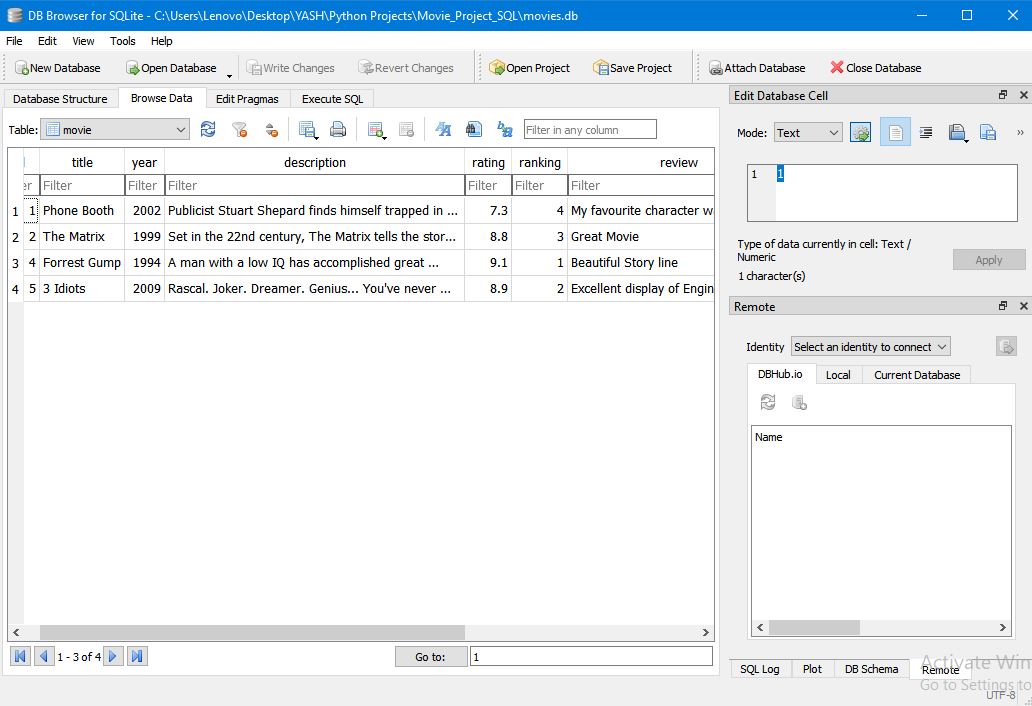 DB Browser for SQLite - C:\Users\Lenovo\Desktop\YASH\Python Projects\Movie_Project_SQL\movies.db
File Edit View Tools Help
New Database Open Database Write Changes Revert Changes Open Project Save Project Attach Database Close Database
Database Structure Browse Data Edit Pragmas Execute SQL
Table: movie Filter in any column
title year description rating ranking review
er Filter Filter Filter Filter Filter Filter
1 1 Phone Booth 2002 Publicist Stuart Shepard finds himself trapped in ... 7.3 4 My favourite character w
2 2 The Matrix 1999 Set in the 22nd century, The Matrix tells the stor... 8.8 3 Great Movie
3 4 Forrest Gump 1994 A man with a low IQ has accomplished great ... 9.1 1 Beautiful Story line
4 5 3 Idiots 2009 Rascal. Joker. Dreamer. Genius... You've never ... 8.9 2 Excellent display of Engin
1 - 3 of 4 Go to: 1
Edit Database Cell
Mode: Text
1 1
Type of data currently in cell: Text /
Numeric
1 character(s)
Apply
Remote
Identity Select an identity to connect
DBHub.io Local Current Database
Name
SQL Log Plot DB Schema Remote
Activate Win
Go to Settings to
UTF-8